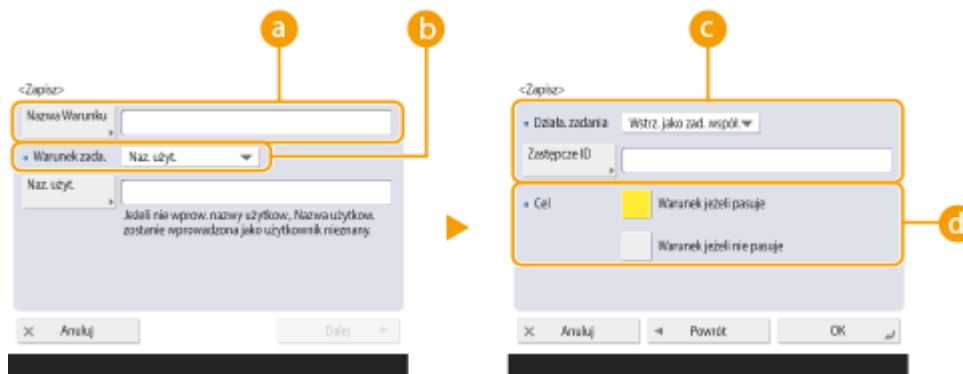 a
b
<Zapisz>
Nazwa Warunku
Warunek zada.
Naz. użyt.
Naz. użyt.
Jeżeli nie wprow. nazwy użytkow., Nazwa użytkow.
zostanie wprowadzona jako użytkownik nieznany.
Anuluj
Dalej
c
<Zapisz>
Działa. zadania
Wstrz. jako zad. wspól.
Zastępcze ID
Cel
Warunek jeżeli pasuje
d
Warunek jeżeli nie pasuje
Anuluj
Powrót
OK